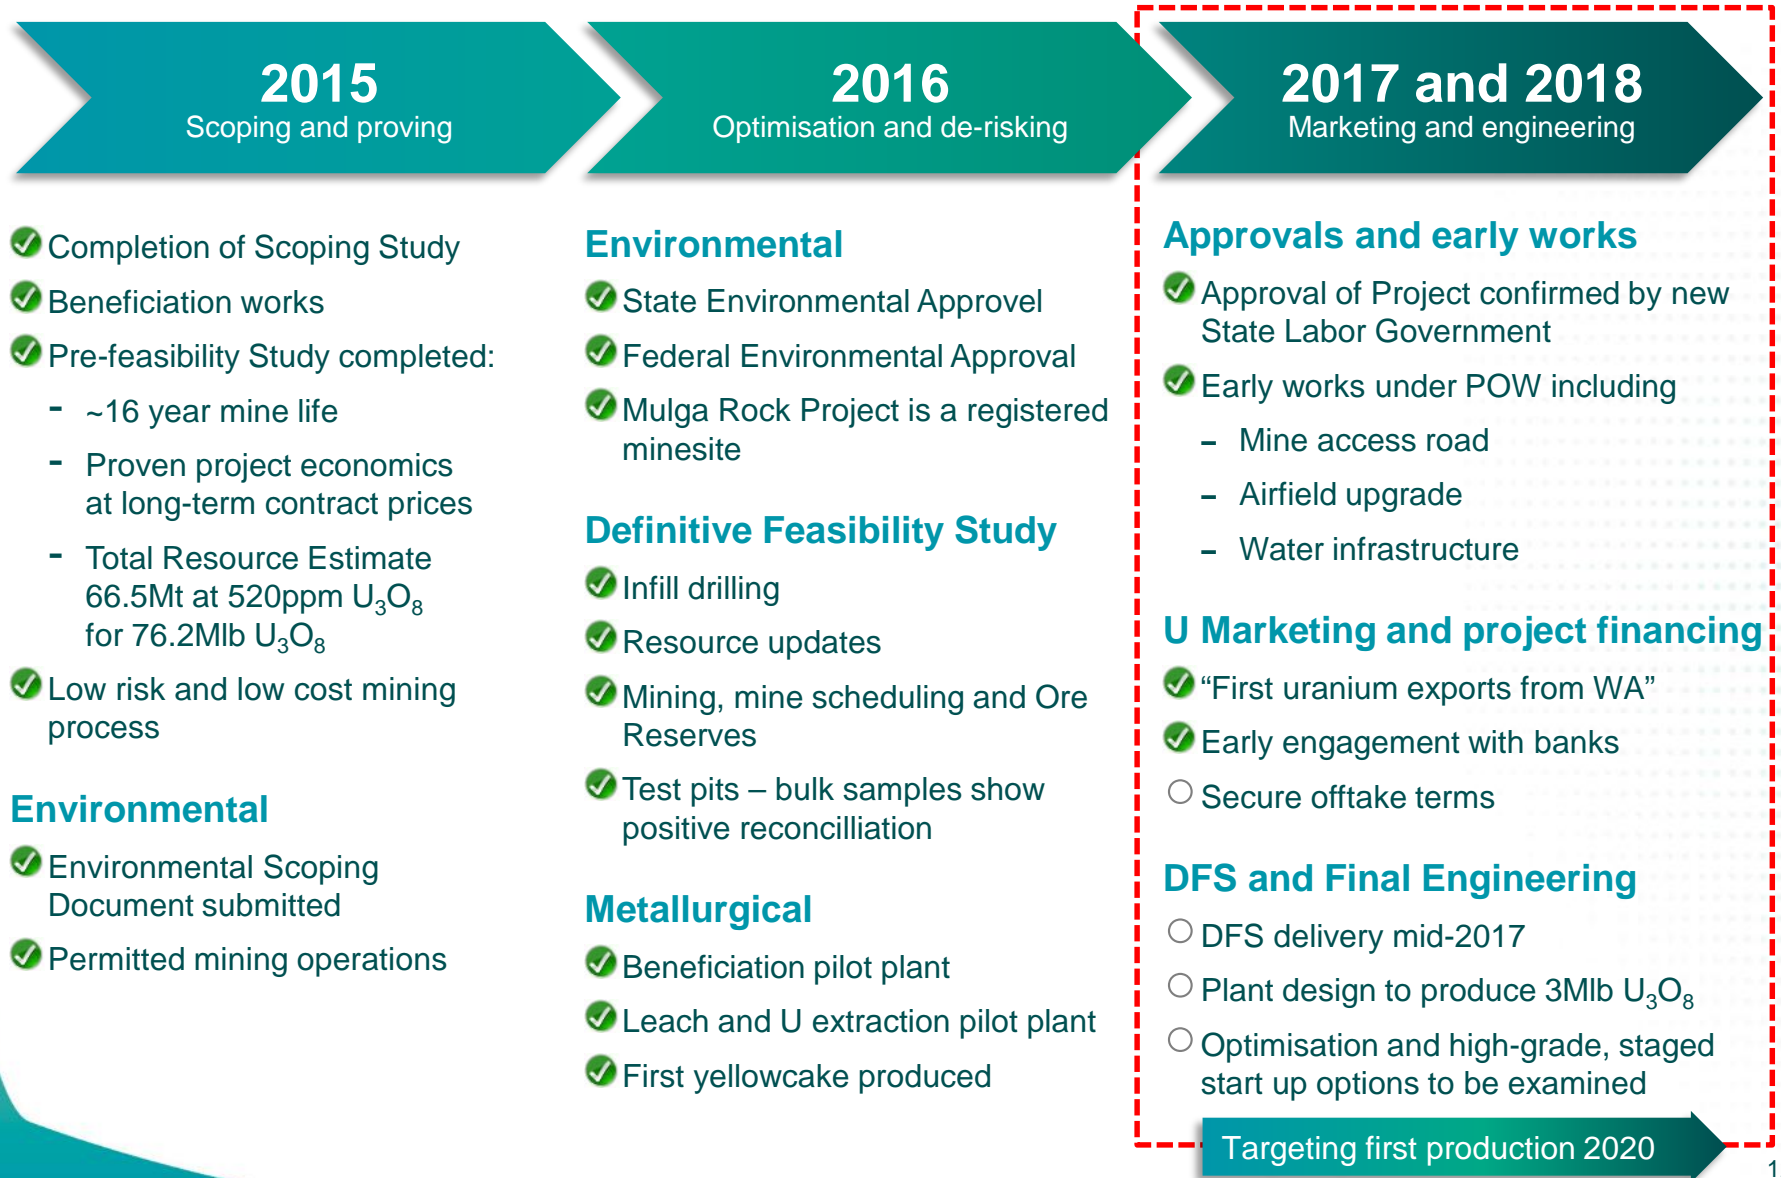 2015
Scoping and proving
Completion of Scoping Study
Beneficiation works
Pre-feasibility Study completed:
- ~16 year mine life
- Proven project economics
at long-term contract prices
- Total Resource Estimate
66.5Mt at 520ppm U₃O₈
for 76.2Mlb U₃O₈
Low risk and low cost mining
process
Environmental
Environmental Scoping
Document submitted
Permitted mining operations
2016
Optimisation and de-risking
Environmental
State Environmental Approvel
Federal Environmental Approval
Mulga Rock Project is a registered
minesite
Definitive Feasibility Study
Infill drilling
Resource updates
Mining, mine scheduling and Ore
Reserves
Test pits – bulk samples show
positive reconcilliation
Metallurgical
Beneficiation pilot plant
Leach and U extraction pilot plant
First yellowcake produced
2017 and 2018
Marketing and engineering
Approvals and early works
Approval of Project confirmed by new
State Labor Government
Early works under POW including
– Mine access road
– Airfield upgrade
– Water infrastructure
U Marketing and project financing
“First uranium exports from WA”
Early engagement with banks
Secure offtake terms
DFS and Final Engineering
DFS delivery mid-2017
Plant design to produce 3Mlb U₃O₈
Optimisation and high-grade, staged
start up options to be examined
Targeting first production 2020
1